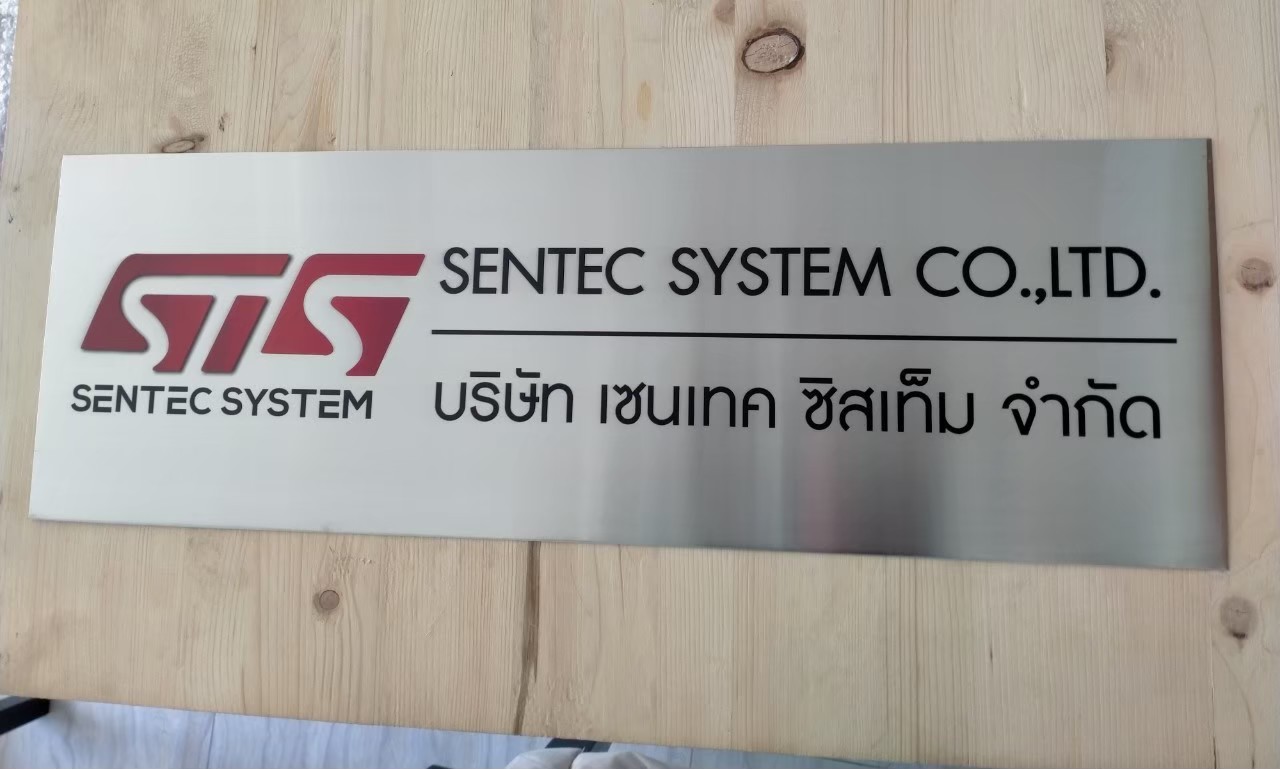 STS
SENTEC SYSTEM
SENTEC SYSTEM CO.,LTD.
บริษัท เซนเทค ซิสเท็ม จำกัด